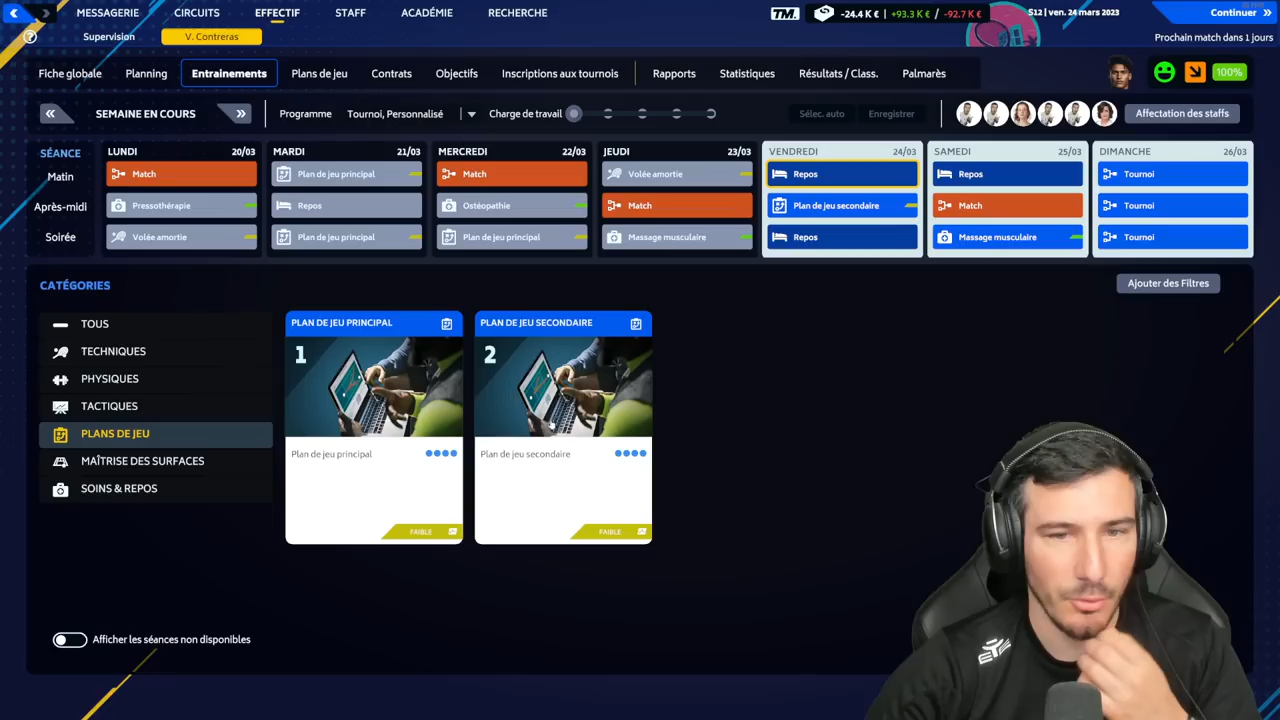 MESSAGERIE CIRCUITS EFFECTIF STAFF ACADÉMIE RECHERCHE
TM. -24.4 K € +93.3 K € / -92.7 K €
S12 | ven. 24 mars 2023
Continuer
Supervision V. Contreras
Prochain match dans 1 jours
Fiche globale Planning Entrainements Plans de jeu Contrats Objectifs Inscriptions aux tournois Rapports Statistiques Résultats / Class. Palmarès
100%
SEMAINE EN COURS Programme Tournoi, Personnalisé Charge de travail Sélec. auto Enregistrer Affectation des staffs
SÉANCE LUNDI 20/03 MARDI 21/03 MERCREDI 22/03 JEUDI 23/03 VENDREDI 24/03 SAMEDI 25/03 DIMANCHE 26/03
Matin Match Plan de jeu principal Match Volée amortie Repos Repos Tournoi
Après-midi Pressothérapie Repos Ostéopathie Match Plan de jeu secondaire Match Tournoi
Soirée Volée amortie Plan de jeu principal Plan de jeu principal Massage musculaire Repos Massage musculaire Tournoi
CATÉGORIES
Ajouter des Filtres
TOUS
TECHNIQUES
PHYSIQUES
TACTIQUES
PLANS DE JEU
MAÎTRISE DES SURFACES
SOINS & REPOS
PLAN DE JEU PRINCIPAL
1
Plan de jeu principal
FAIBLE
PLAN DE JEU SECONDAIRE
2
Plan de jeu secondaire
FAIBLE
Afficher les séances non disponibles